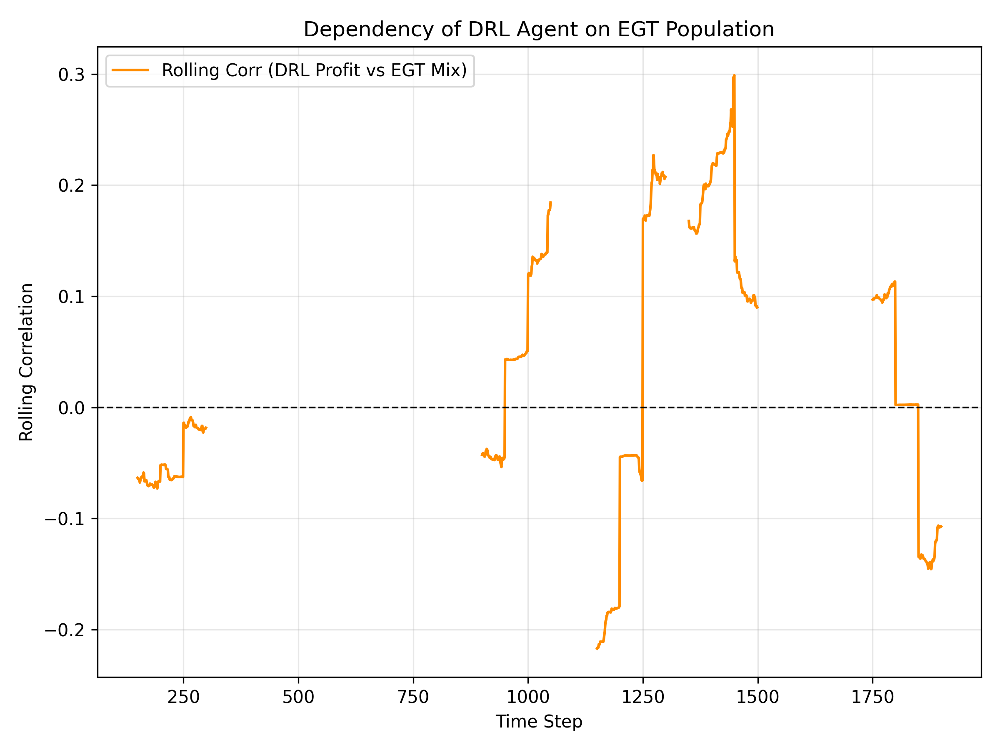 Dependency of DRL Agent on EGT Population
Rolling Corr (DRL Profit vs EGT Mix)
0.3
0.2
0.1
0.0
−0.1
−0.2
Rolling Correlation
250 500 750 1000 1250 1500 1750
Time Step